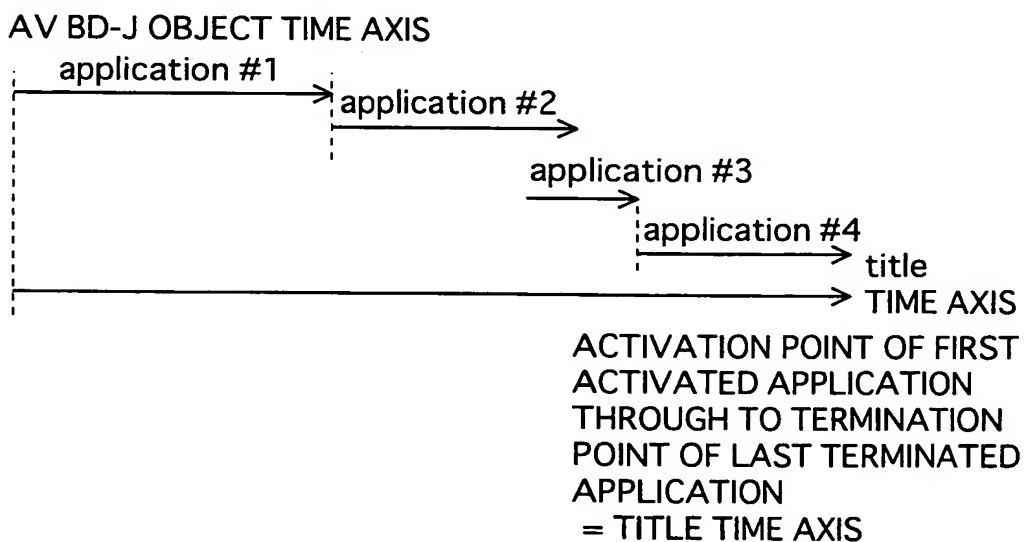 AV BD-J OBJECT TIME AXIS
application #1
application #2
application #3
application #4
title
TIME AXIS
ACTIVATION POINT OF FIRST
ACTIVATED APPLICATION
THROUGH TO TERMINATION
POINT OF LAST TERMINATED
APPLICATION
= TITLE TIME AXIS